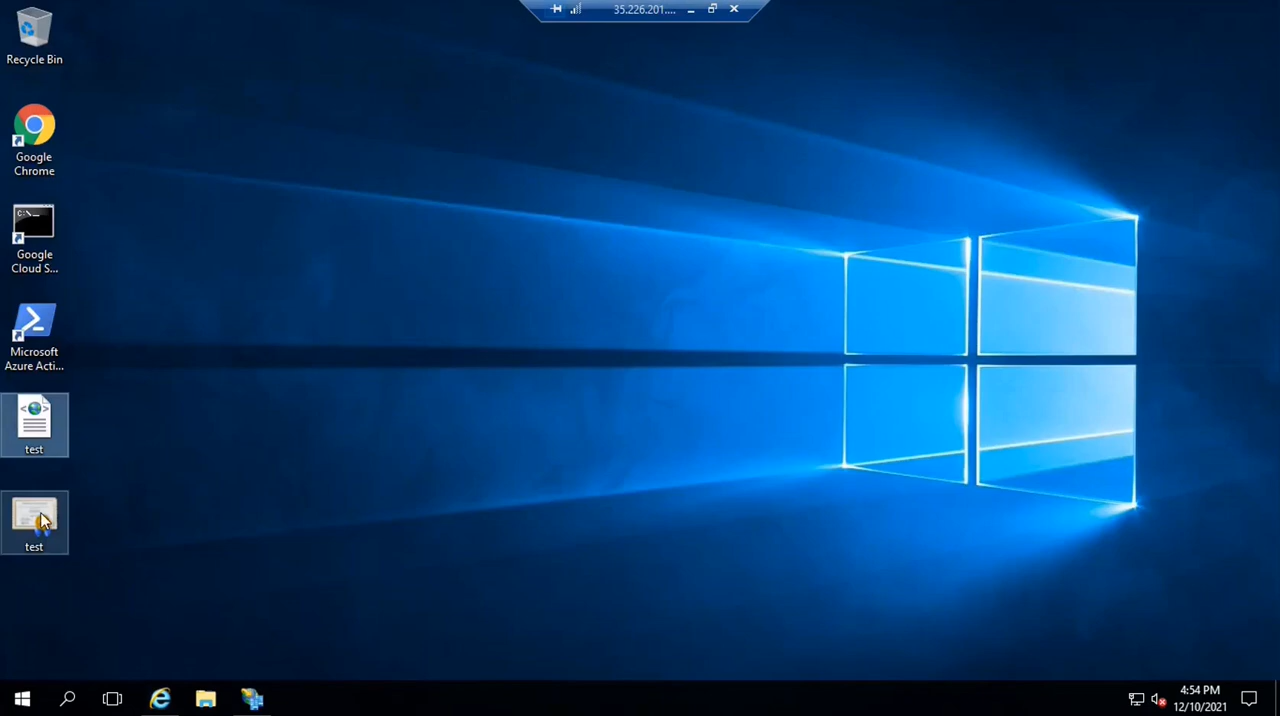 35.226.201....
Recycle Bin
Google
Chrome
C:\
Google
Cloud S...
Microsoft
Azure Acti...
test
test
4:54 PM
12/10/2021